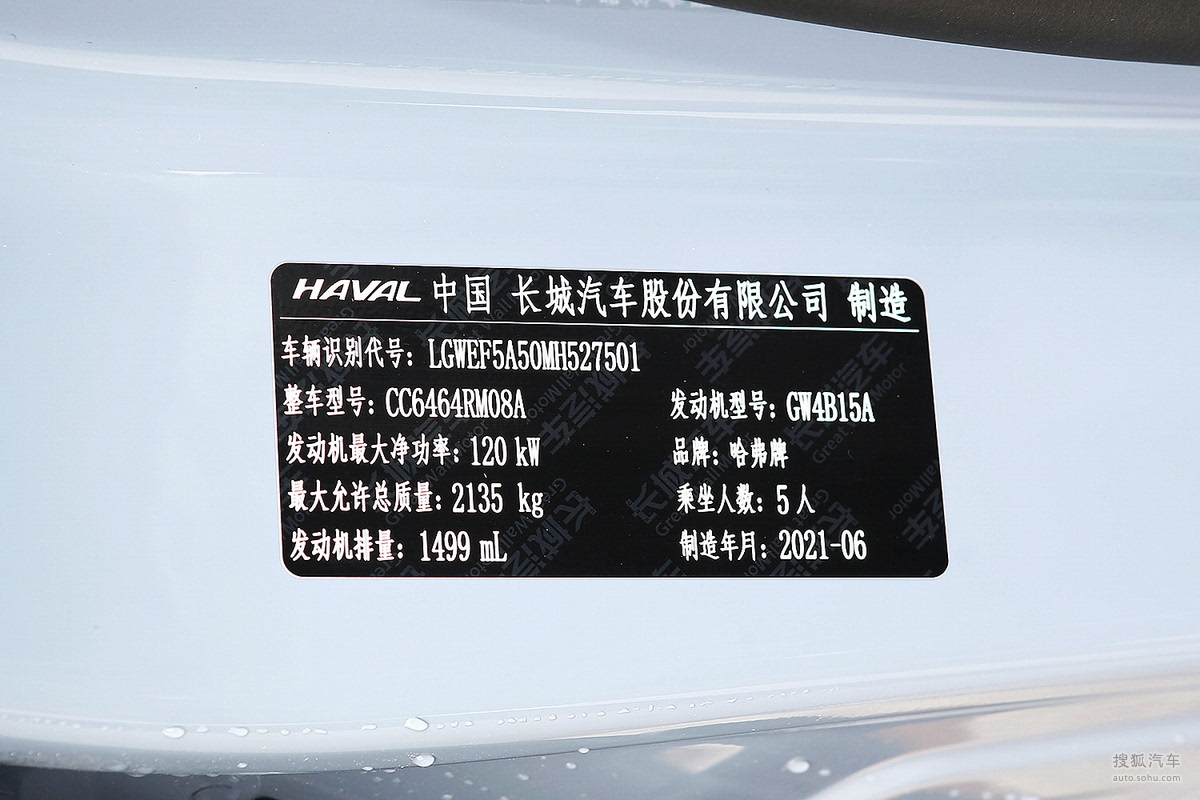 HAVAL 中国 长城汽车股份有限公司 制造
车辆识别代号：LGWEF5A50MH527501
整车型号：CC6464RM08A 发动机型号：GW4B15A
发动机最大净功率：120 kW 品牌：哈弗牌
最大允许总质量：2135 kg 乘坐人数：5人
发动机排量：1499 mL 制造年月：2021-06
搜狐汽车
auto.sohu.com